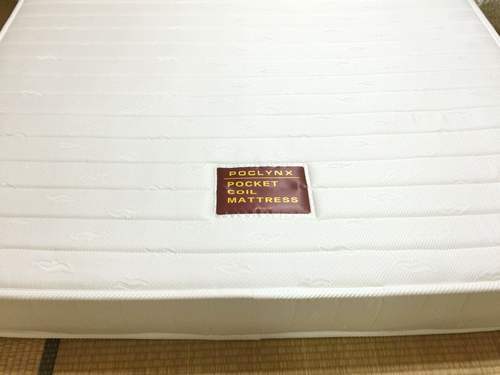 POCLYNX
POCKET
COIL
MATTRESS